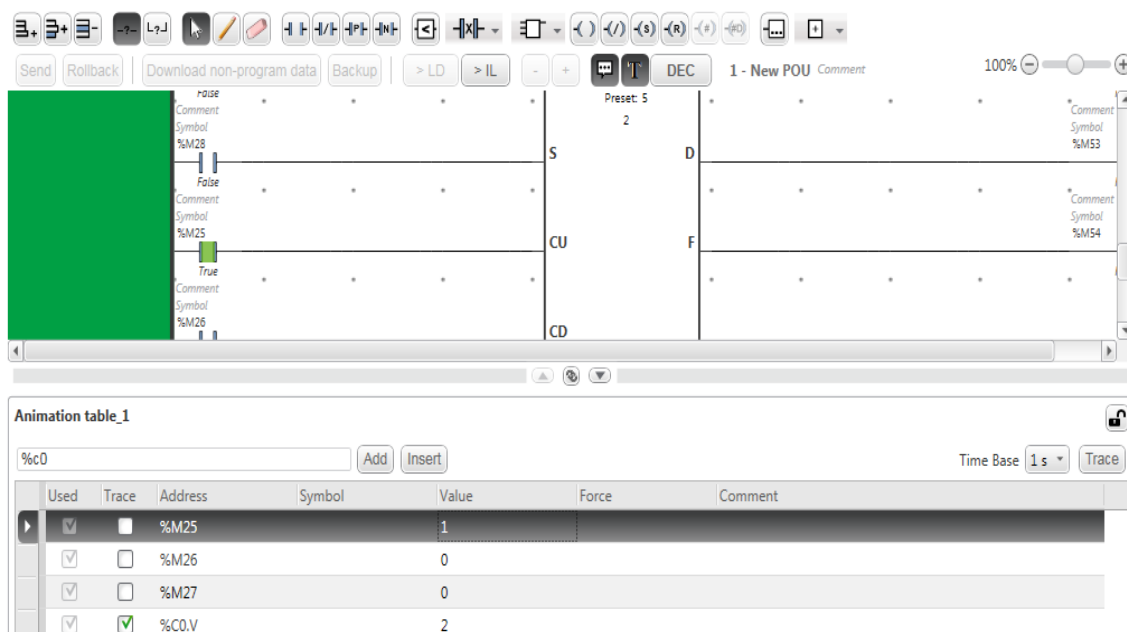 Send Rollback Download non-program data Backup > LD > IL - + T DEC 1 - New POU Comment 100%
False
Comment
Symbol
%M28
False
Comment
Symbol
%M25
True
Comment
Symbol
%M26
Preset: 5
2
S D
CU F
CD
Comment
Symbol
%M53
Comment
Symbol
%M54
Animation table_1
%c0 Add Insert Time Base 1 s Trace
Used Trace Address Symbol Value Force Comment
%M25 1
%M26 0
%M27 0
%C0.V 2